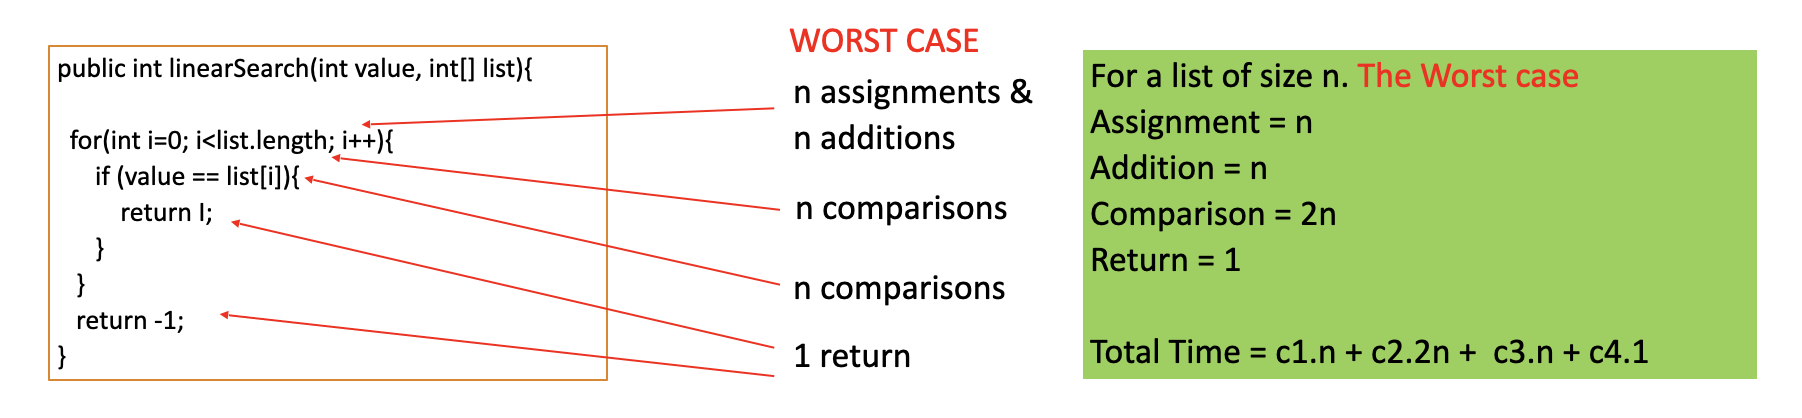 public int linearSearch(int value, int[] list){
for(int i=0; i<list.length; i++){
if (value == list[i]){
return I;
}
}
return -1;
}
WORST CASE
n assignments &
n additions
n comparisons
n comparisons
1 return
For a list of size n. The Worst case
Assignment = n
Addition = n
Comparison = 2n
Return = 1
Total Time = c1.n + c2.2n + c3.n + c4.1